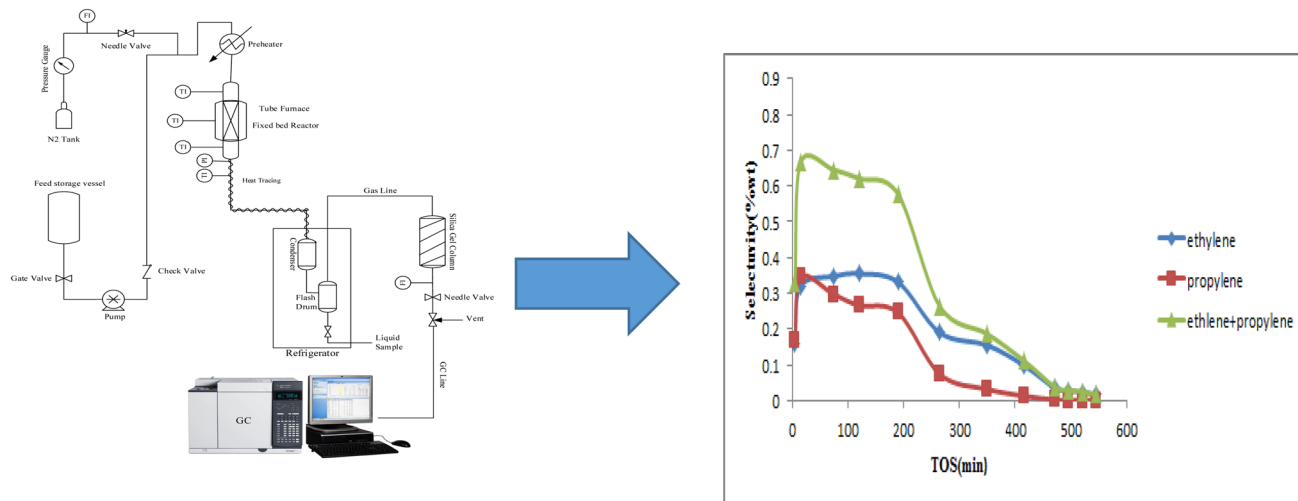 FI
Needle Valve
Pressure Gauge
N2 Tank
Preheater
TI
Tube Furnace
TI
Fixed bed Reactor
TI
PI
TI
Heat Tracing
Feed storage vessel
Gate Valve
Check Valve
Pump
Gas Line
Condenser
Flash
Drum
Refrigerator
Liquid
Sample
Silica Gel Column
FI
Needle Valve
Vent
GC Line
GC
Selecturity(%wt)
0.9
0.8
0.7
0.6
0.5
0.4
0.3
0.2
0.1
0
0
100
200
300
400
500
600
TOS(min)
ethylene
propylene
ethlene+propylene